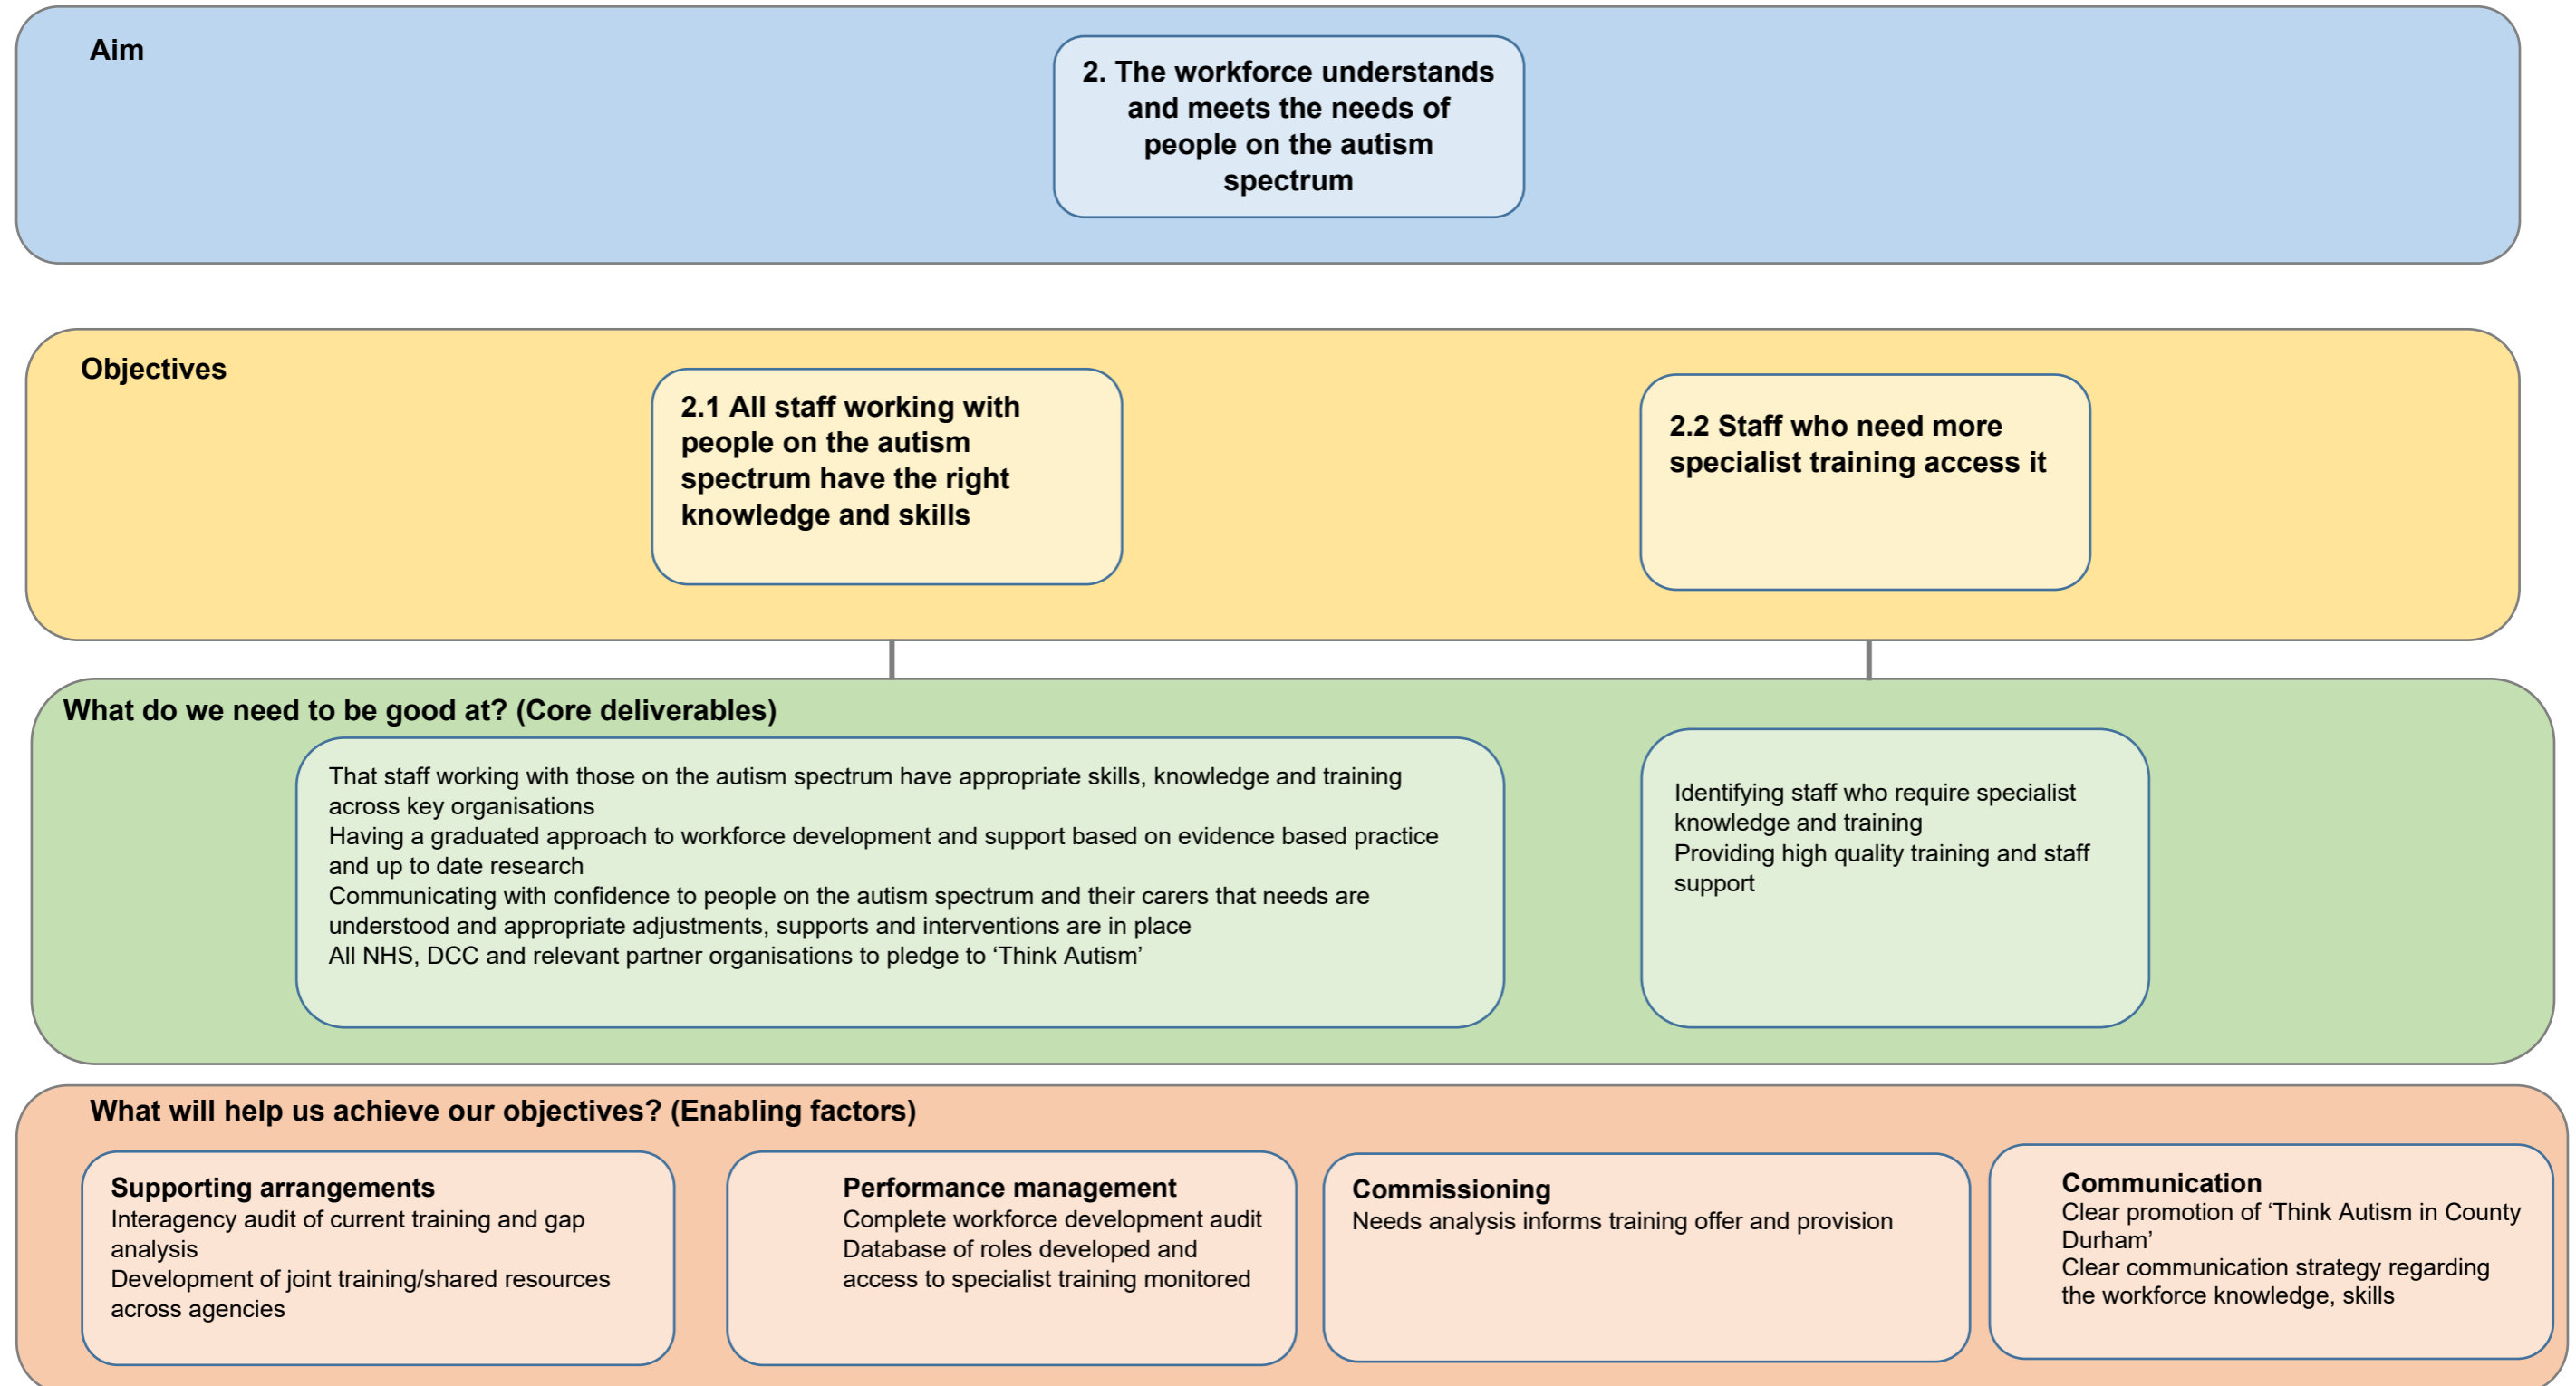 Aim
2. The workforce understands
and meets the needs of
people on the autism
spectrum
Objectives
2.1 All staff working with
people on the autism
spectrum have the right
knowledge and skills
2.2 Staff who need more
specialist training access it
What do we need to be good at? (Core deliverables)
That staff working with those on the autism spectrum have appropriate skills, knowledge and training
across key organisations
Having a graduated approach to workforce development and support based on evidence based practice
and up to date research
Communicating with confidence to people on the autism spectrum and their carers that needs are
understood and appropriate adjustments, supports and interventions are in place
All NHS, DCC and relevant partner organisations to pledge to ‘Think Autism’
Identifying staff who require specialist
knowledge and training
Providing high quality training and staff
support
What will help us achieve our objectives? (Enabling factors)
Supporting arrangements
Interagency audit of current training and gap
analysis
Development of joint training/shared resources
across agencies
Performance management
Complete workforce development audit
Database of roles developed and
access to specialist training monitored
Commissioning
Needs analysis informs training offer and provision
Communication
Clear promotion of ‘Think Autism in County
Durham’
Clear communication strategy regarding
the workforce knowledge, skills